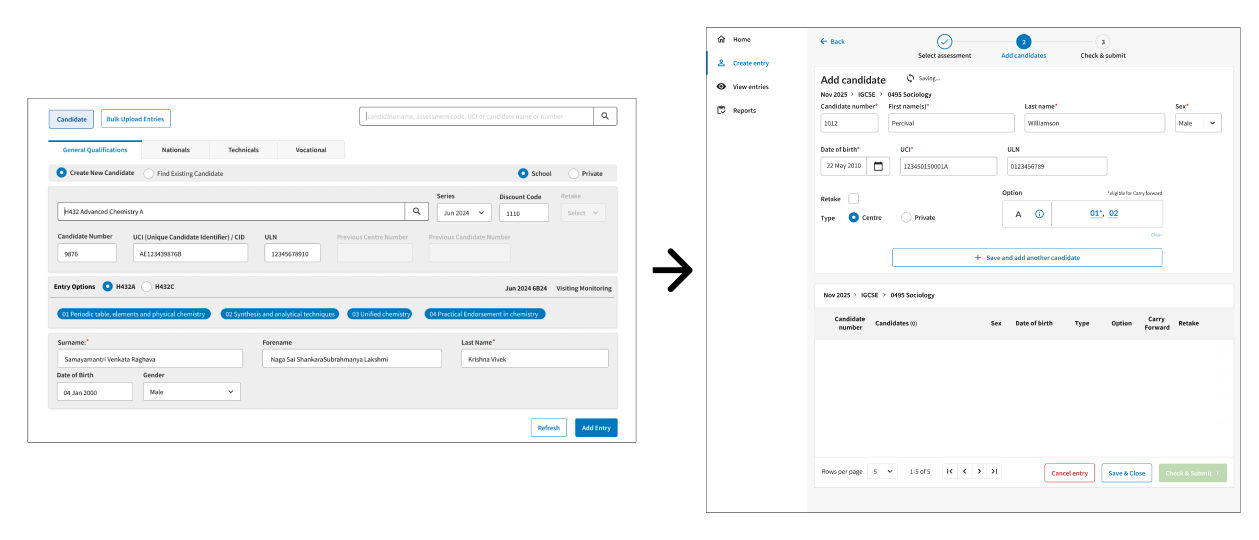 Candidate
Bulk Upload Entries
candidate name, assessment code, UCI or candidate name or number
General Qualifications Nationals Technicals Vocational
Create New Candidate Find Existing Candidate School Private
Series Discount Code Retake
H432 Advanced Chemistry A Jun 2024 1110 Select
Candidate Number UCI (Unique Candidate Identifier) / CID ULN Previous Centre Number Previous Candidate Number
9876 AE123439876B 12345678910
Entry Options H432A H432C Jun 2024 6B24 Visiting Monitoring
01 Periodic table, elements and physical chemistry 02 Synthesis and analytical techniques 03 Unified chemistry 04 Practical Endorsement in chemistry
Surname:* Forename Last Name*
Samayamantri Venkata Raghava Naga Sai ShankaraSubrahmanya Lakshmi Krishna Vivek
Date of Birth Gender
04 Jan 2000 Male
Refresh Add Entry
Home
Create entry
View entries
Reports
Back 2 3
Select assessment Add candidates Check & submit
Add candidate Saving...
Nov 2025 > IGCSE > 0495 Sociology
Candidate number* First name(s)* Last name* Sex*
1012 Percival Williamson Male
Date of birth* UCI* ULN
22 May 2010 123450150001A 0123456789
Retake Option *eligible for Carry forward
Type Centre Private A 01*, 02
Clear
+ Save and add another candidate
Nov 2025 > IGCSE > 0495 Sociology
Candidate number Candidates (0) Sex Date of birth Type Option Carry Forward Retake
Rows per page 5 1-5 of 5 Cancel entry Save & Close Check & Submit